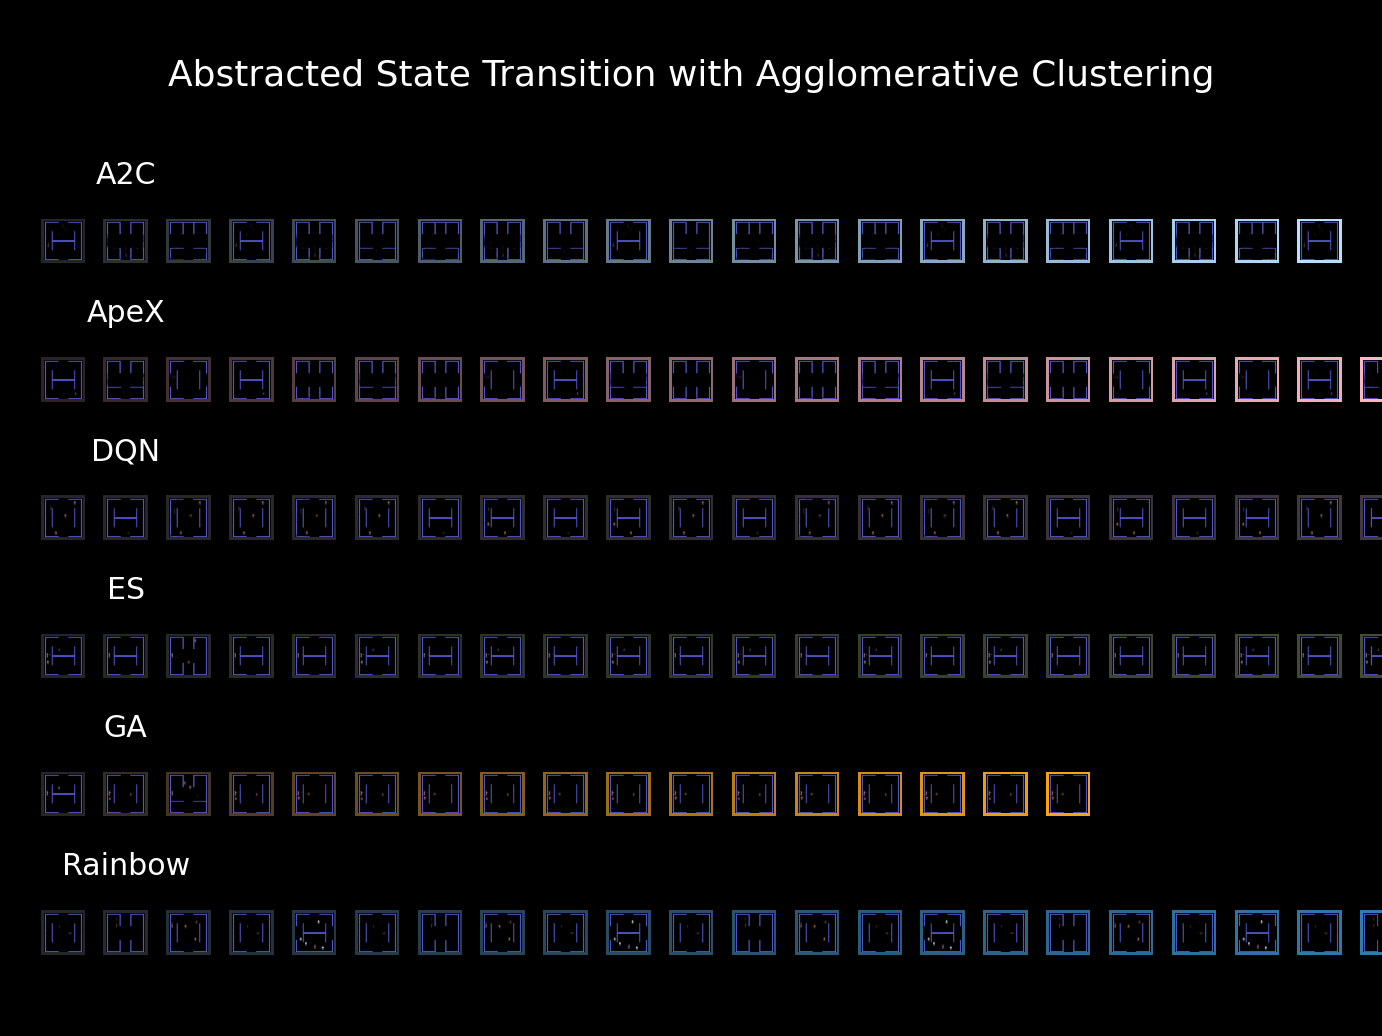 Abstracted State Transition with Agglomerative Clustering
A2C
ApeX
DQN
ES
GA
Rainbow